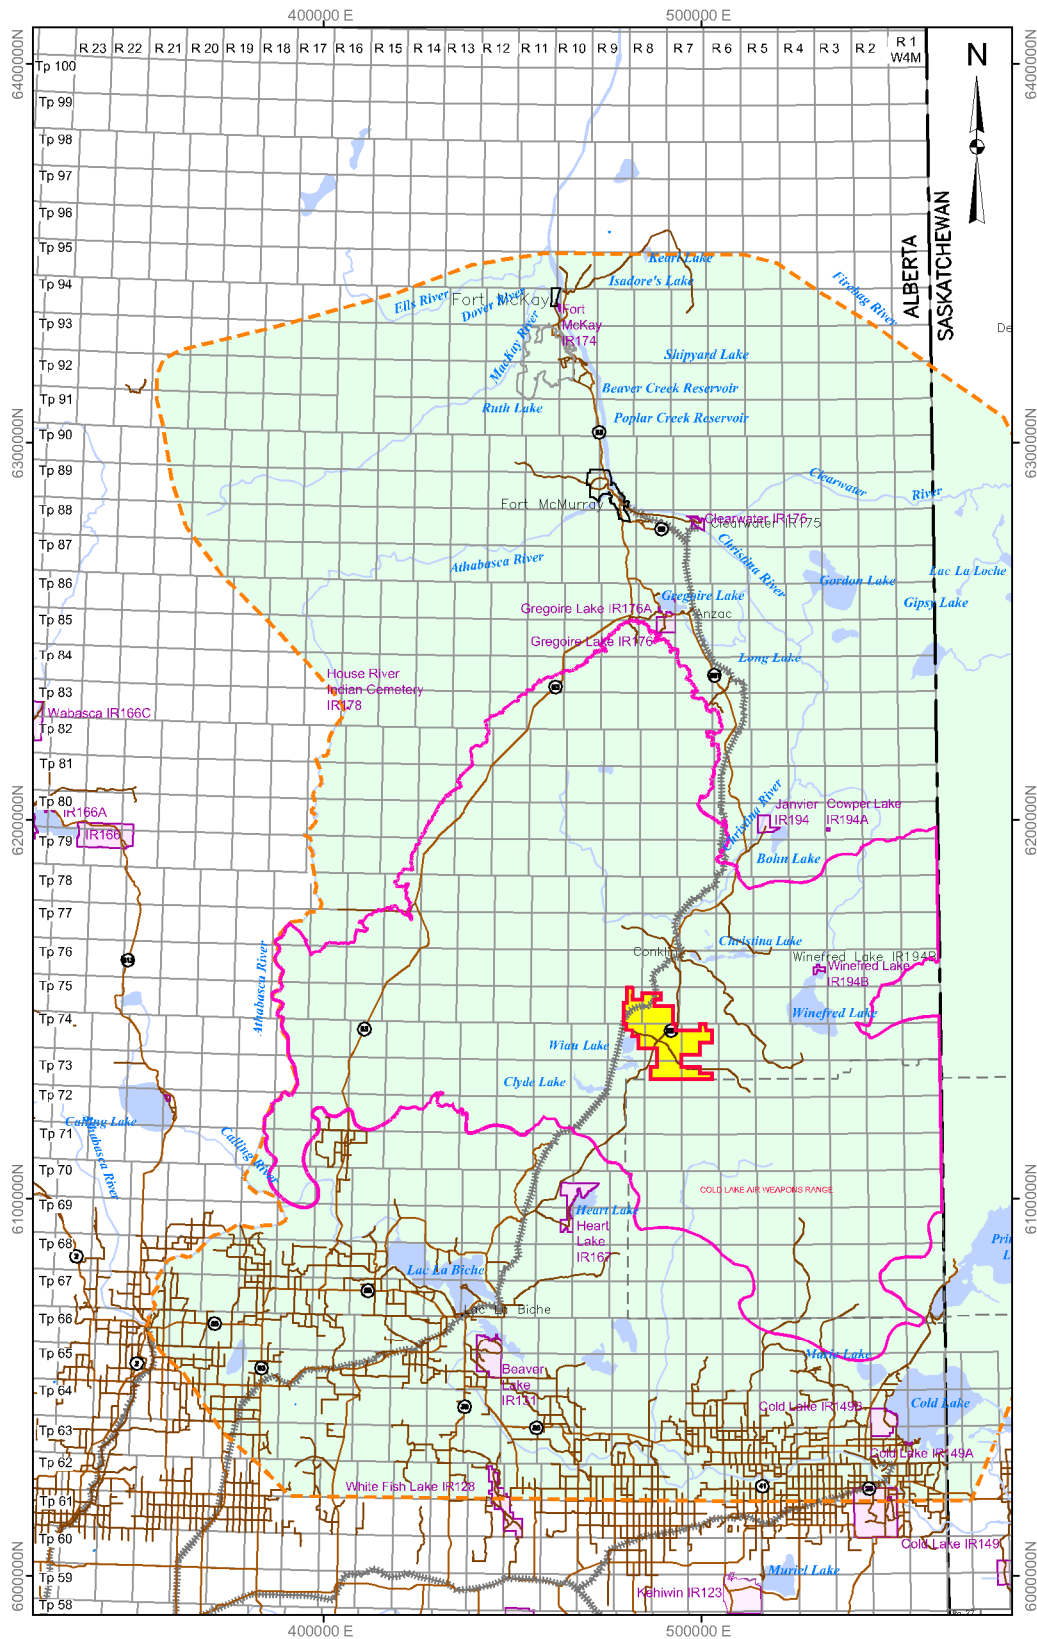 400000 E
500000 E
6400000N
6400000N
R 23
R 22
R 21
R 20
R 19
R 18
R 17
R 16
R 15
R 14
R 13
R 12
R 11
R 10
R 9
R 8
R 7
R 6
R 5
R 4
R 3
R 2
R 1
W4M
N
Tp 100
Tp 99
Tp 98
Tp 97
Tp 96
Tp 95
Tp 94
Tp 93
Tp 92
Tp 91
Tp 90
Tp 89
Tp 88
Tp 87
Tp 86
Tp 85
Tp 84
Tp 83
Tp 82
Tp 81
Tp 80
Tp 79
Tp 78
Tp 77
Tp 76
Tp 75
Tp 74
Tp 73
Tp 72
Tp 71
Tp 70
Tp 69
Tp 68
Tp 67
Tp 66
Tp 65
Tp 64
Tp 63
Tp 62
Tp 61
Tp 60
Tp 59
Tp 58
ALBERTA
SASKATCHEWAN
Kearl Lake
Isadore's Lake
Firebag River
Ells River
Fort McKay
Dover River
Fort
McKay
IR174
MacKay River
Shipyard Lake
Beaver Creek Reservoir
Ruth Lake
Poplar Creek Reservoir
De
6300000N
6300000N
Clearwater
River
Fort McMurray
Clearwater IR175
Clearwater IR175
Christina River
Athabasca River
Lac La Loche
Gordon Lake
Gipsy Lake
Gregoire Lake
Gregoire Lake IR176A
Anzac
Gregoire Lake IR176
Long Lake
House River
Indian Cemetery
IR178
Wabasca IR166C
IR166A
IR166
Christina River
Janvier
IR194
Cowper Lake
IR194A
6200000N
6200000N
Bohn Lake
Christina Lake
Conklin
Winefred Lake IR194B
Winefred Lake
IR194B
Winefred Lake
Athabasca River
Wiau Lake
Clyde Lake
Calling Lake
Athabasca River
Calling River
COLD LAKE AIR WEAPONS RANGE
6100000N
6100000N
Heart Lake
Heart
Lake
IR167
Pri
L
Lac La Biche
Lac La Biche
Beaver
Lake
IR131
Marie Lake
Cold Lake
Cold Lake IR149B
Cold Lake IR149A
White Fish Lake IR128
Cold Lake IR149
Muriel Lake
Kehiwin IR123
6000000N
6000000N
400000 E
500000 E